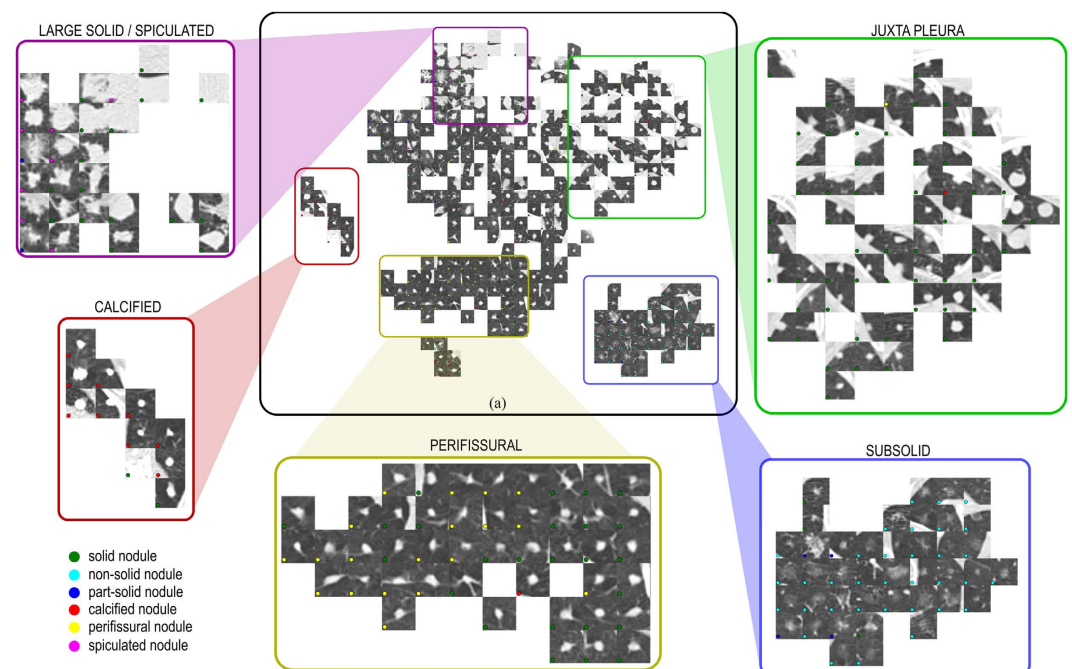 LARGE SOLID / SPICULATED
JUXTA PLEURA
CALCIFIED
(a)
PERIFISSURAL
SUBSOLID
solid nodule
non-solid nodule
part-solid nodule
calcified nodule
perifissural nodule
spiculated nodule